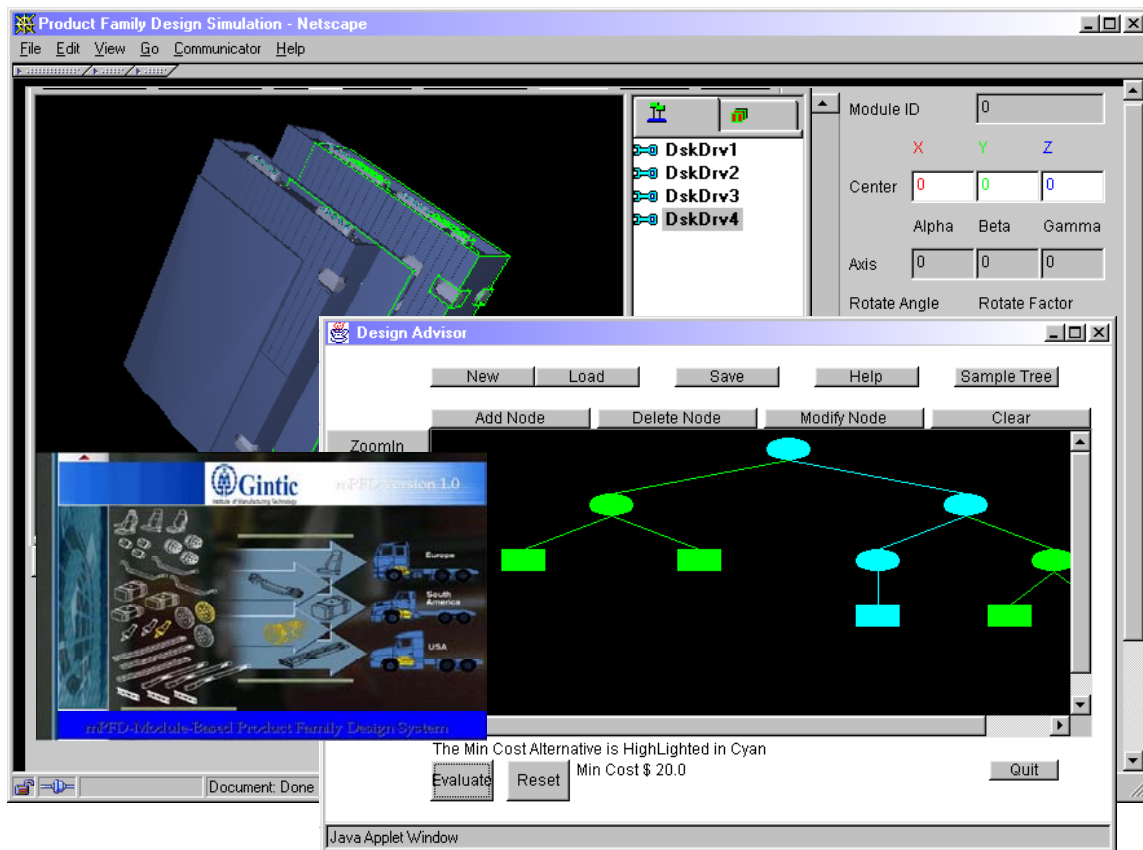 Product Family Design Simulation - Netscape
File Edit View Go Communicator Help
DskDrv1
DskDrv2
DskDrv3
DskDrv4
Module ID 0
X Y Z
Center 0 0 0
Alpha Beta Gamma
Axis 0 0 0
Rotate Angle Rotate Factor
Design Advisor
New Load Save Help Sample Tree
Add Node Delete Node Modify Node Clear
ZoomIn
Gintic
Institute of Manufacturing Technology
mPFD-Version 1.0
Europe
South
America
USA
mPFD-Module-Based Product Family Design System
The Min Cost Alternative is HighLighted in Cyan
Evaluate Reset Min Cost $ 20.0 Quit
Document: Done
Java Applet Window